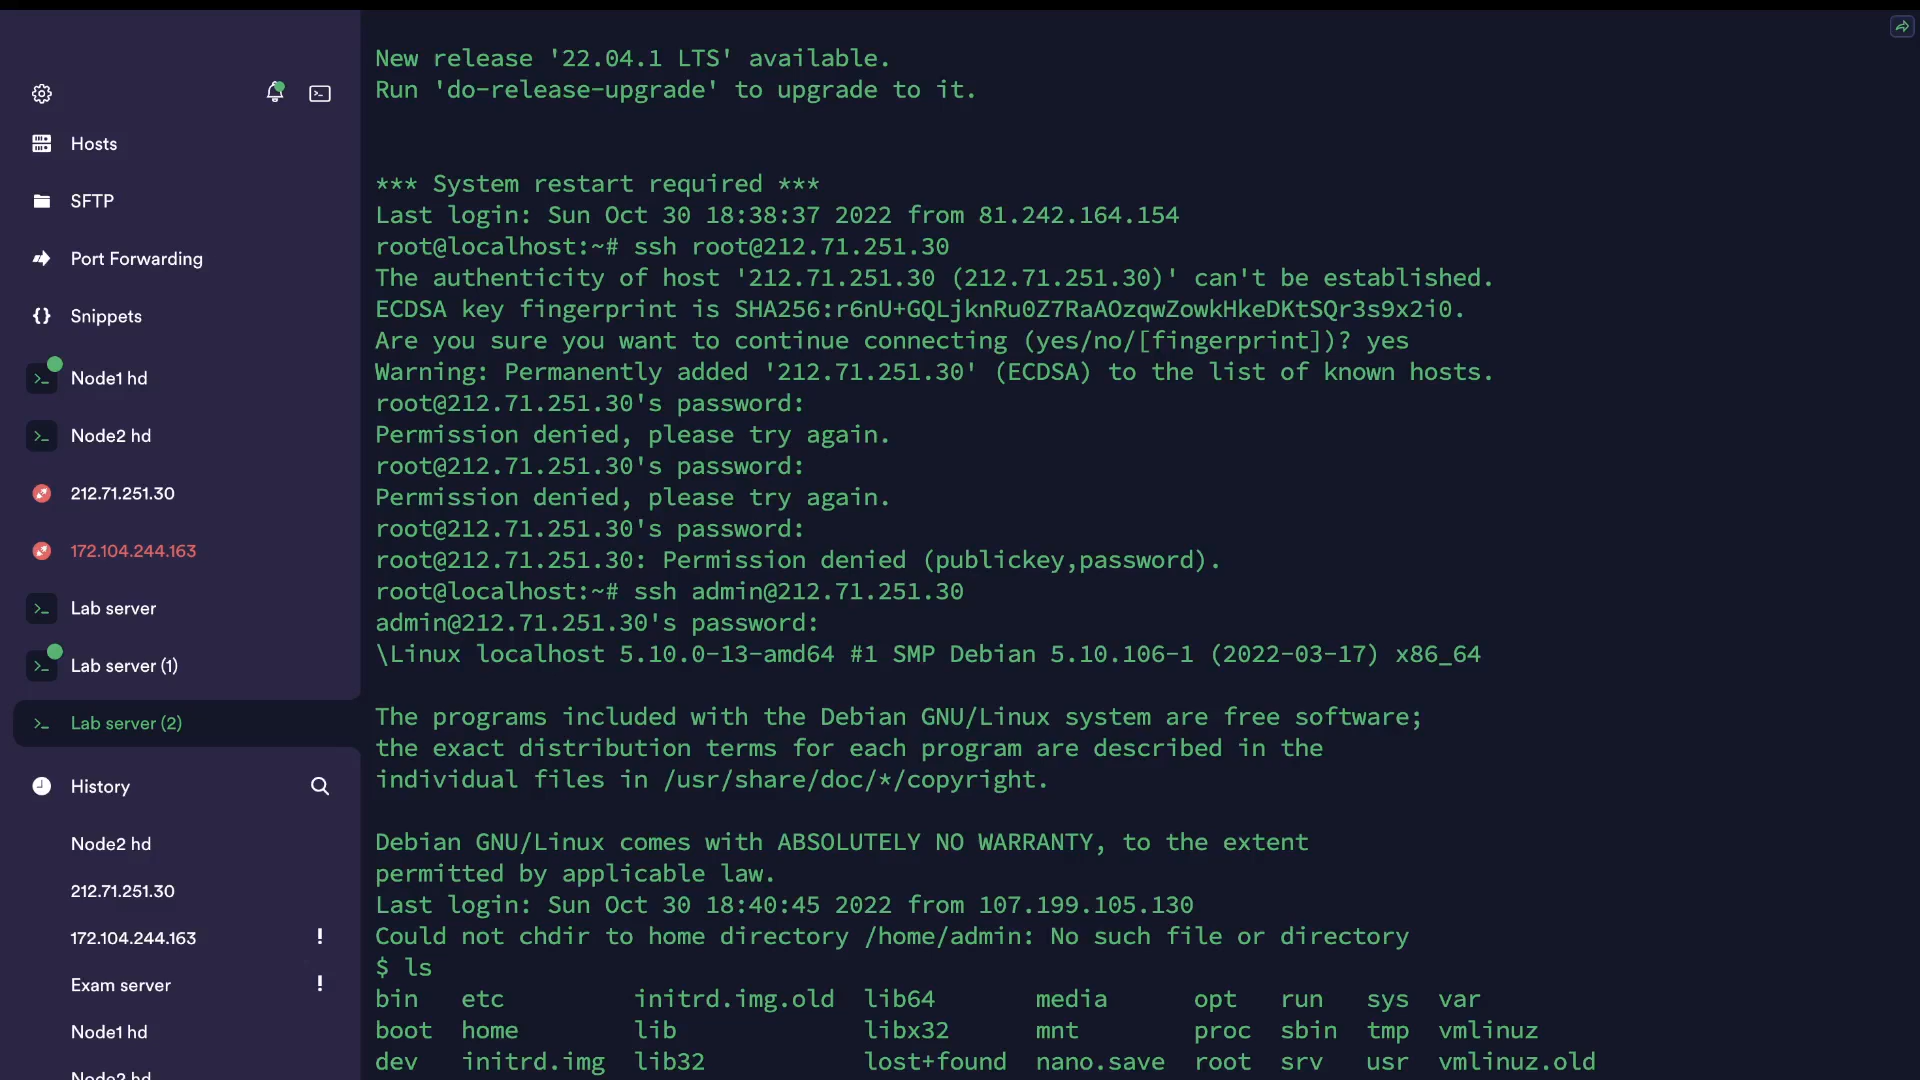 Hosts
SFTP
Port Forwarding
Snippets
Node1 hd
Node2 hd
212.71.251.30
172.104.244.163
Lab server
Lab server (1)
Lab server (2)
History
Node2 hd
212.71.251.30
172.104.244.163 !
Exam server !
Node1 hd
Node2 hd
New release '22.04.1 LTS' available.
Run 'do-release-upgrade' to upgrade to it.
*** System restart required ***
Last login: Sun Oct 30 18:38:37 2022 from 81.242.164.154
root@localhost:~# ssh root@212.71.251.30
The authenticity of host '212.71.251.30 (212.71.251.30)' can't be established.
ECDSA key fingerprint is SHA256:r6nU+GQLjknRu0Z7RaAOzqwZowkHkeDKtSQr3s9x2i0.
Are you sure you want to continue connecting (yes/no/[fingerprint])? yes
Warning: Permanently added '212.71.251.30' (ECDSA) to the list of known hosts.
root@212.71.251.30's password:
Permission denied, please try again.
root@212.71.251.30's password:
Permission denied, please try again.
root@212.71.251.30's password:
root@212.71.251.30: Permission denied (publickey,password).
root@localhost:~# ssh admin@212.71.251.30
admin@212.71.251.30's password:
\Linux localhost 5.10.0-13-amd64 #1 SMP Debian 5.10.106-1 (2022-03-17) x86_64
The programs included with the Debian GNU/Linux system are free software;
the exact distribution terms for each program are described in the
individual files in /usr/share/doc/*/copyright.
Debian GNU/Linux comes with ABSOLUTELY NO WARRANTY, to the extent
permitted by applicable law.
Last login: Sun Oct 30 18:40:45 2022 from 107.199.105.130
Could not chdir to home directory /home/admin: No such file or directory
$ ls
bin etc initrd.img.old lib64 media opt run sys var
boot home lib libx32 mnt proc sbin tmp vmlinuz
dev initrd.img lib32 lost+found nano.save root srv usr vmlinuz.old